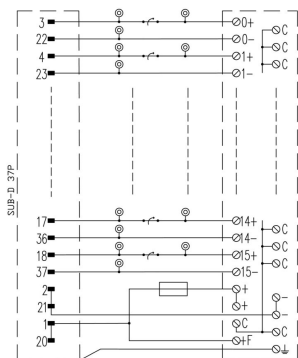 3 0+ C
22 0- C
4 1+ C
23 1-
SUB-D 37P
17 14+ C
36 14- C
18 15+ C
37 15-
2 + -
21 + -
1 C C
20 +F